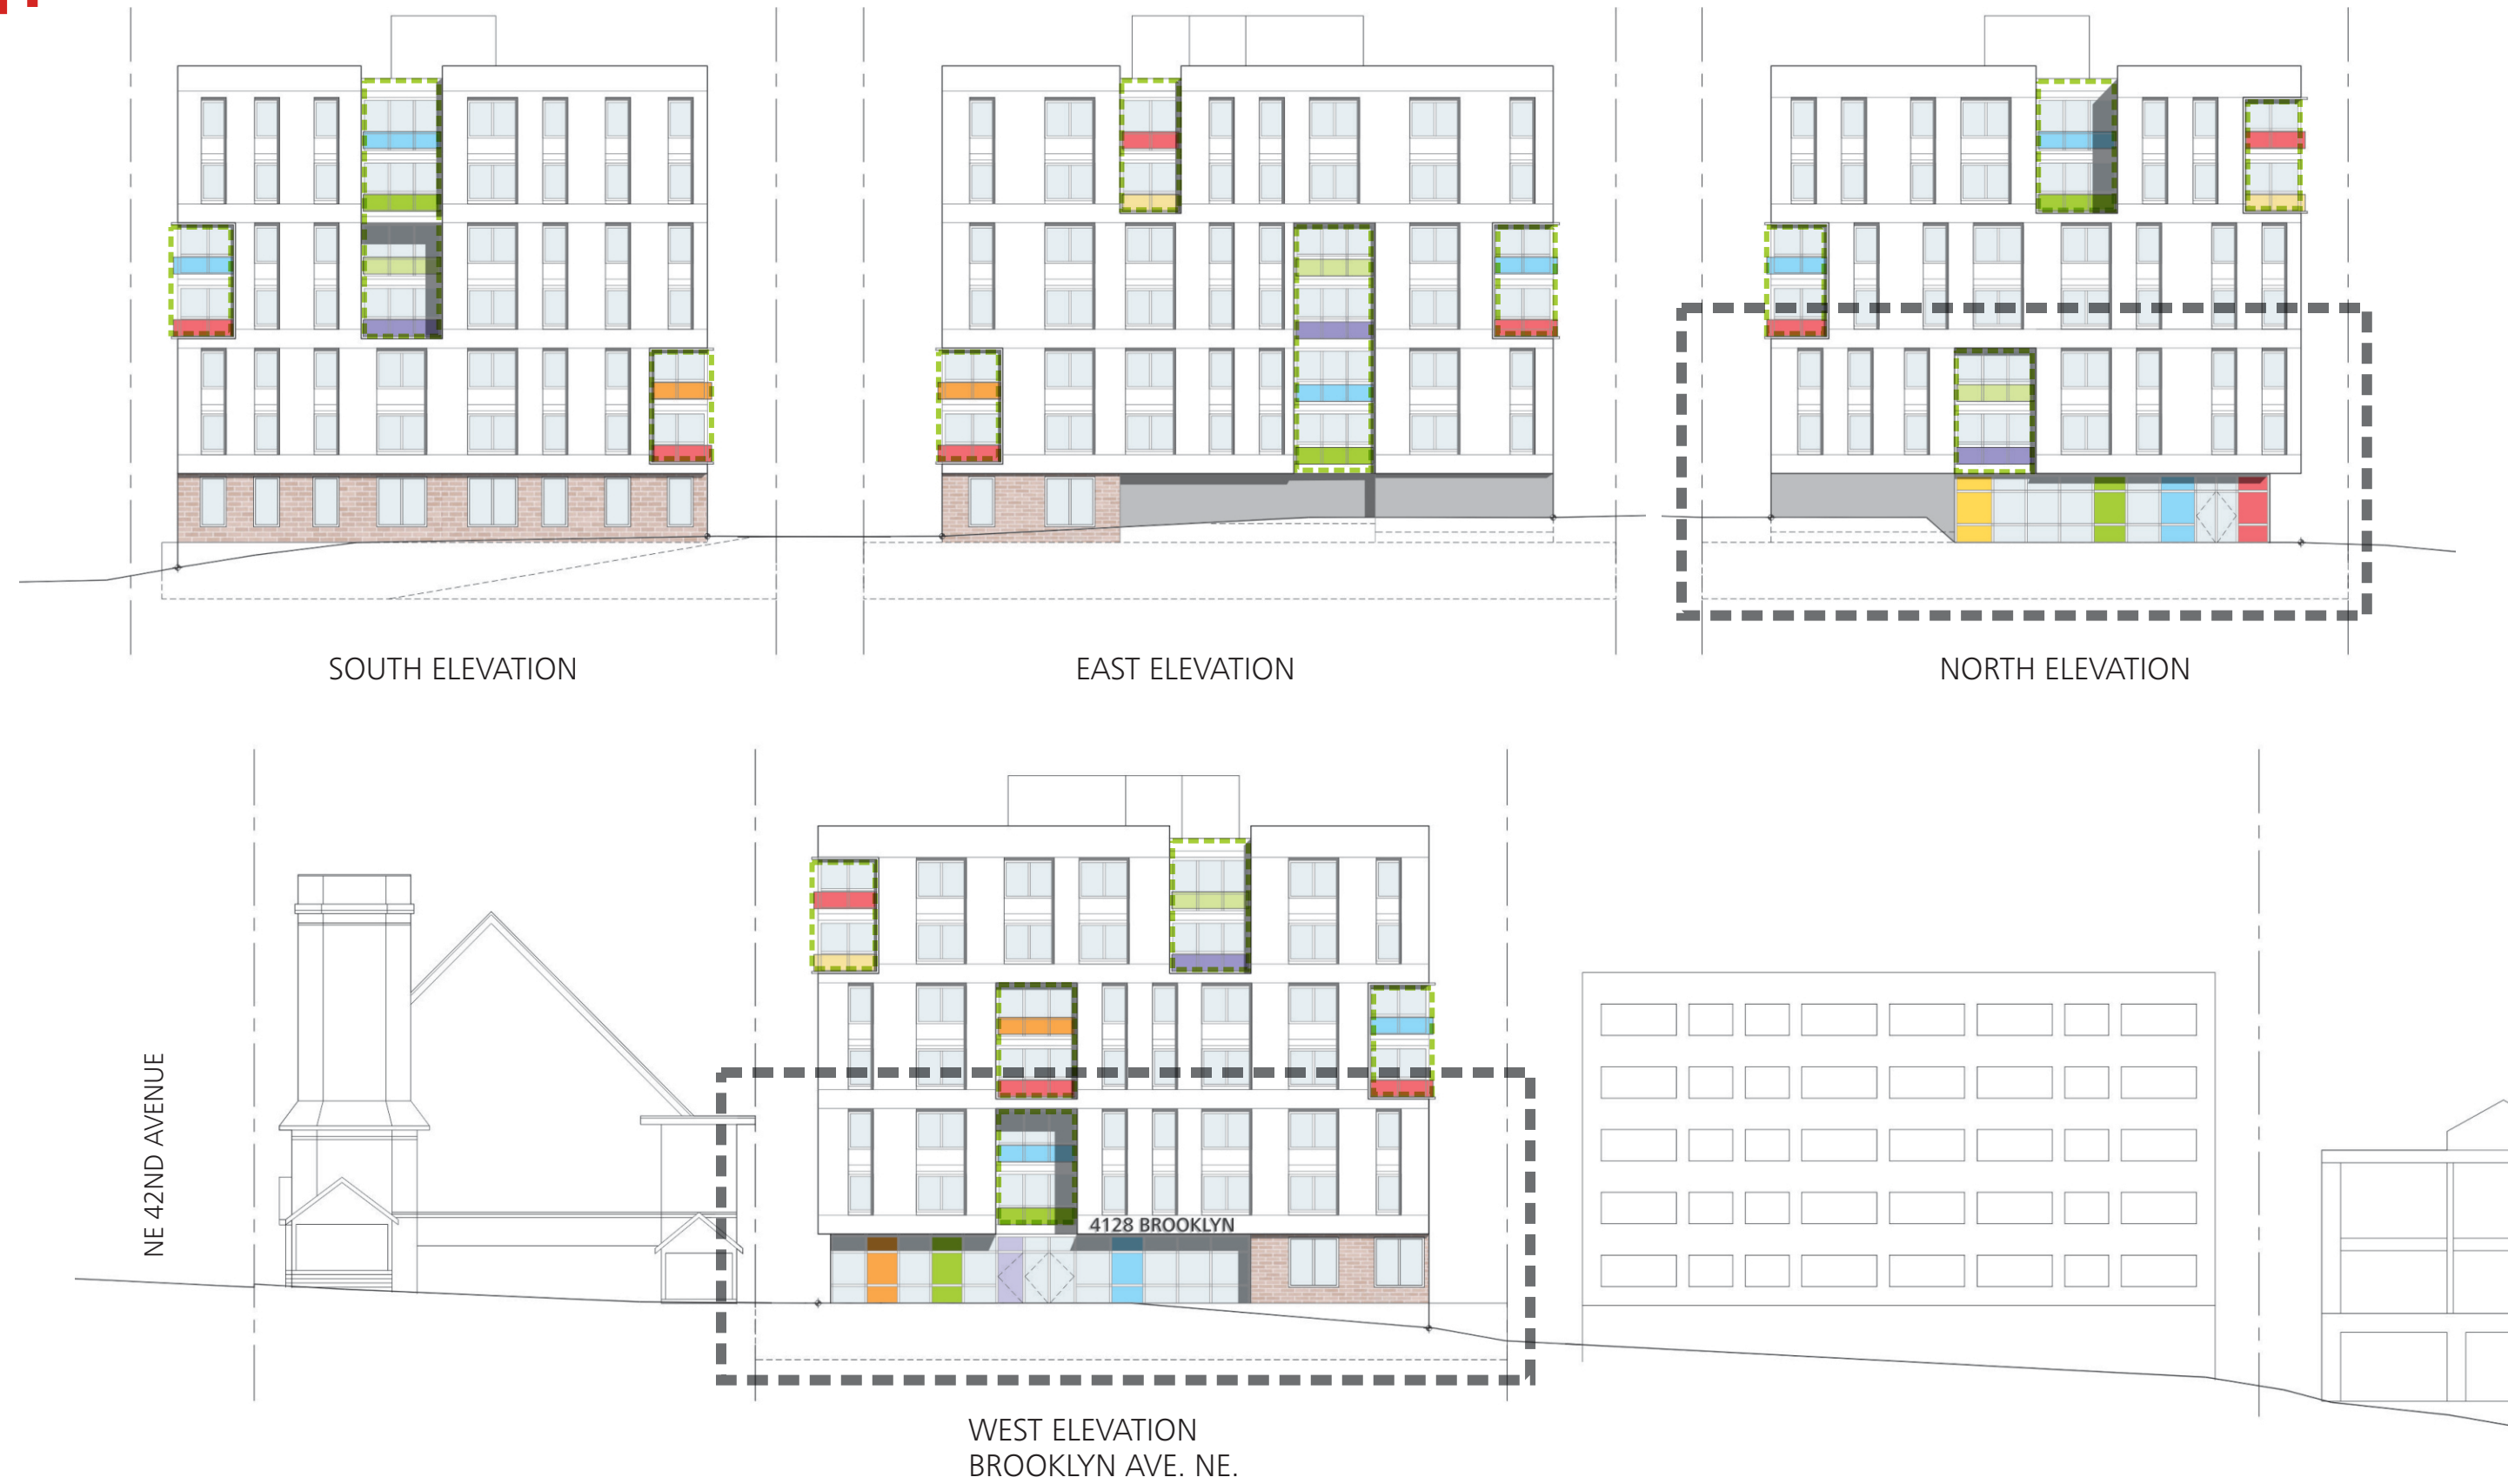 SOUTH ELEVATION
EAST ELEVATION
NORTH ELEVATION
NE 42ND AVENUE
4128 BROOKLYN
WEST ELEVATION
BROOKLYN AVE. NE.